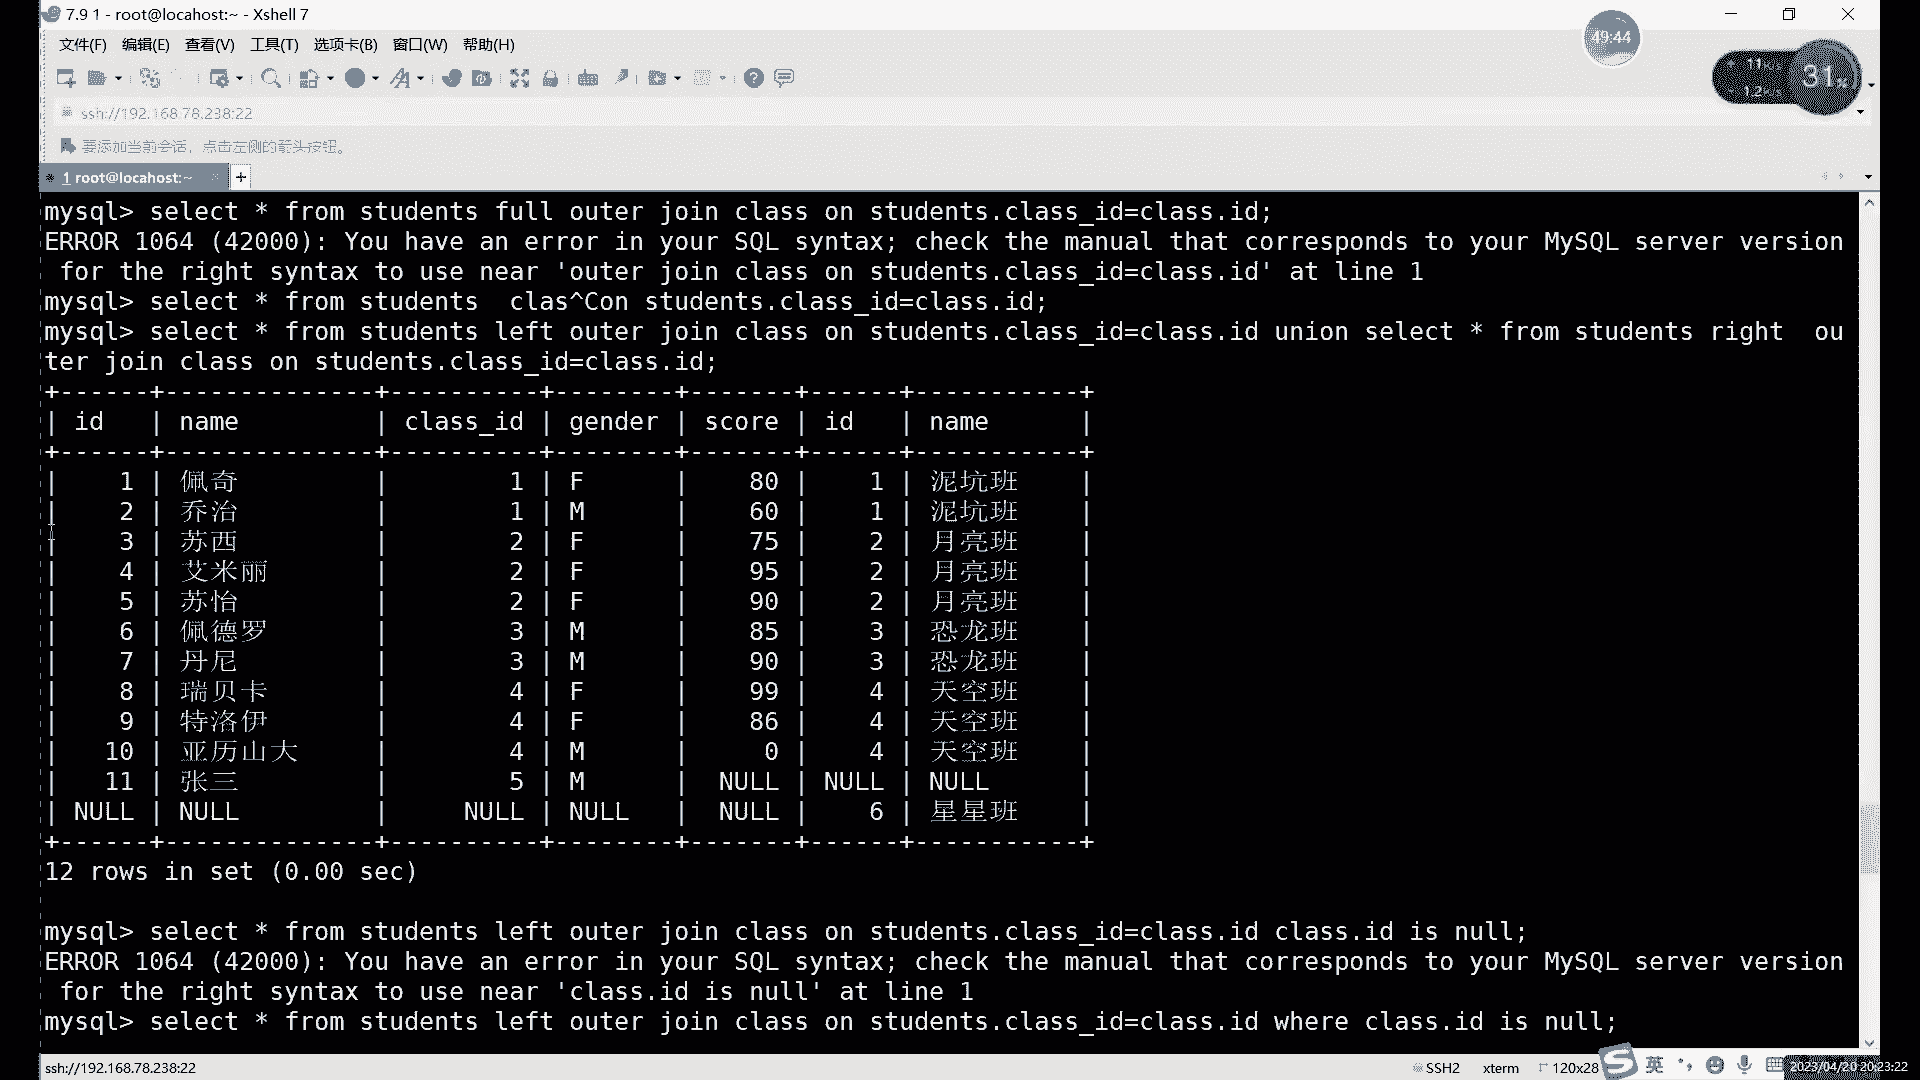 7.9 1 - root@locahost:~ - Xshell 7
文件(F) 编辑(E) 查看(V) 工具(T) 选项卡(B) 窗口(W) 帮助(H)
49:44
11K/s
1.2K/s
31%
ssh://192.168.78.238:22
要添加当前会话，点击左侧的箭头按钮。
1 root@locahost:~ × +
mysql> select * from students full outer join class on students.class_id=class.id;
ERROR 1064 (42000): You have an error in your SQL syntax; check the manual that corresponds to your MySQL server version
 for the right syntax to use near 'outer join class on students.class_id=class.id' at line 1
mysql> select * from students  clas^Con students.class_id=class.id;
mysql> select * from students left outer join class on students.class_id=class.id union select * from students right  ou
ter join class on students.class_id=class.id;
+------+--------------+----------+--------+-------+------+-----------+
| id   | name         | class_id | gender | score | id   | name      |
+------+--------------+----------+--------+-------+------+-----------+
|    1 | 佩奇         |        1 | F      |    80 |    1 | 泥坑班    |
|    2 | 乔治         |        1 | M      |    60 |    1 | 泥坑班    |
|    3 | 苏西         |        2 | F      |    75 |    2 | 月亮班    |
|    4 | 艾米丽       |        2 | F      |    95 |    2 | 月亮班    |
|    5 | 苏怡         |        2 | F      |    90 |    2 | 月亮班    |
|    6 | 佩德罗       |        3 | M      |    85 |    3 | 恐龙班    |
|    7 | 丹尼         |        3 | M      |    90 |    3 | 恐龙班    |
|    8 | 瑞贝卡       |        4 | F      |    99 |    4 | 天空班    |
|    9 | 特洛伊       |        4 | F      |    86 |    4 | 天空班    |
|   10 | 亚历山大     |        4 | M      |     0 |    4 | 天空班    |
|   11 | 张三         |        5 | M      |  NULL | NULL | NULL      |
| NULL | NULL         |     NULL | NULL   |  NULL |    6 | 星星班    |
+------+--------------+----------+--------+-------+------+-----------+
12 rows in set (0.00 sec)
mysql> select * from students left outer join class on students.class_id=class.id class.id is null;
ERROR 1064 (42000): You have an error in your SQL syntax; check the manual that corresponds to your MySQL server version
 for the right syntax to use near 'class.id is null' at line 1
mysql> select * from students left outer join class on students.class_id=class.id where class.id is null;
ssh://192.168.78.238:22 SSH2 xterm 120x28 英 2023/04/20 20:23:22